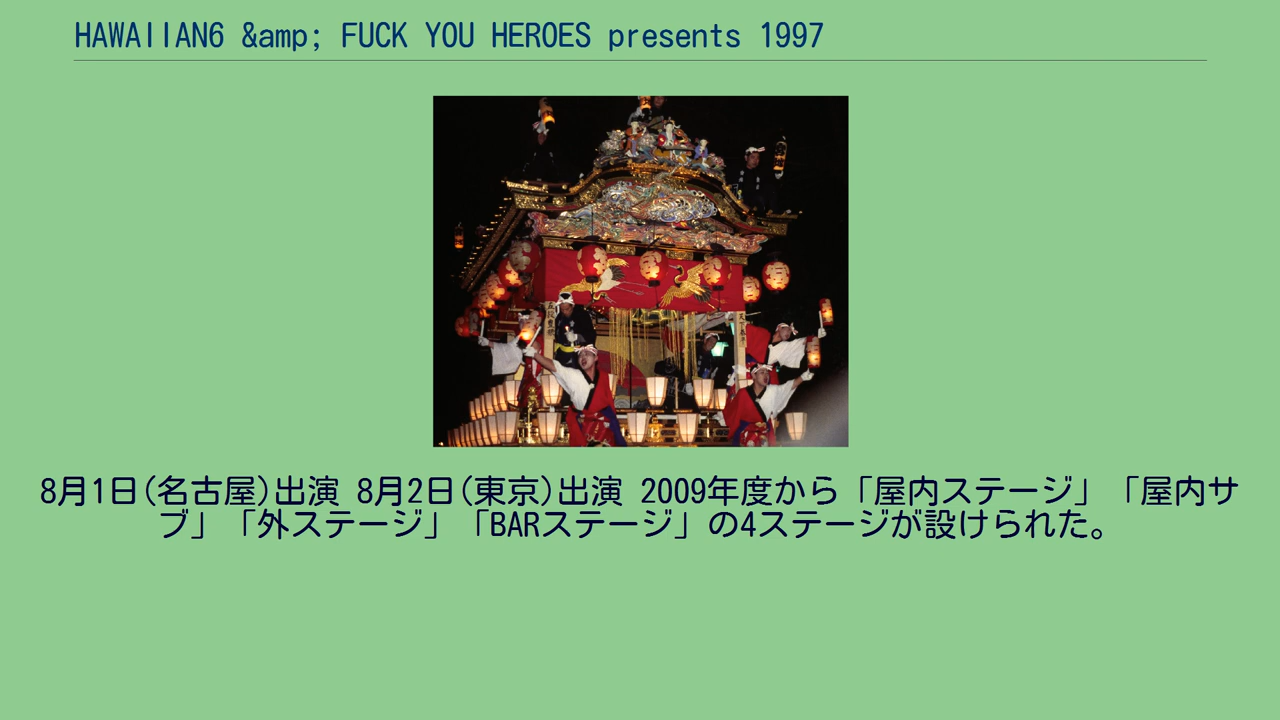 HAWAIIAN6 &amp; FUCK YOU HEROES presents 1997
8月1日(名古屋)出演 8月2日(東京)出演 2009年度から「屋内ステージ」「屋内サ
ブ」「外ステージ」「BARステージ」の4ステージが設けられた。